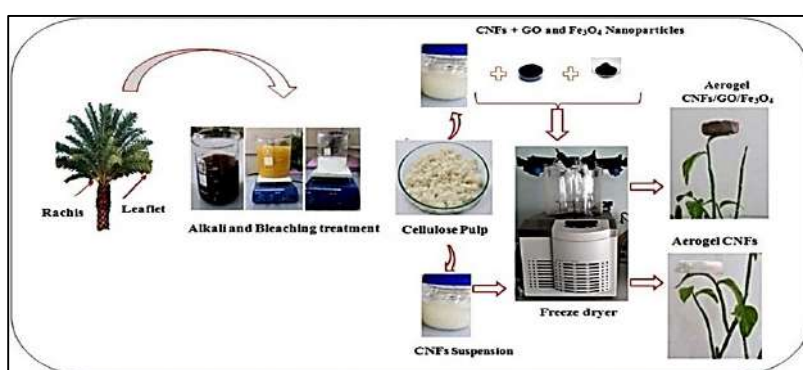 CNFs + GO and Fe₃O₄ Nanoparticles
Aerogel
CNFs/GO/Fe₃O₄
Rachis
Leaflet
Alkali and Bleaching treatment
Cellulose Pulp
Aerogel CNFs
Freeze dryer
CNFs Suspension